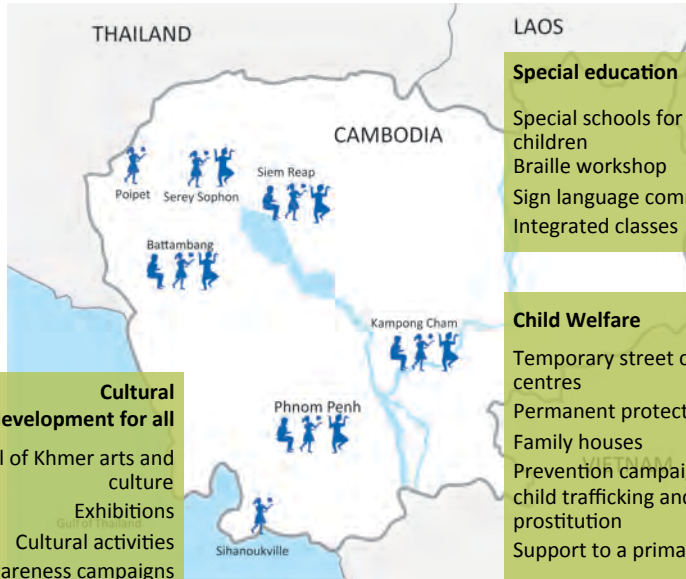 THAILAND
LAOS
CAMBODIA
Poipet
Serey Sophon
Siem Reap
Battambang
Kampong Cham
Phnom Penh
Sihanoukville
Gulf of Thailand
VIETNAM
Special education
Special schools for
children
Braille workshop
Sign language com
Integrated classes
Child Welfare
Temporary street
centres
Permanent protect
Family houses
Prevention campai
child trafficking and
prostitution
Support to a prima
Cultural
evelopment for all
l of Khmer arts and
culture
Exhibitions
Cultural activities
areness campaigns